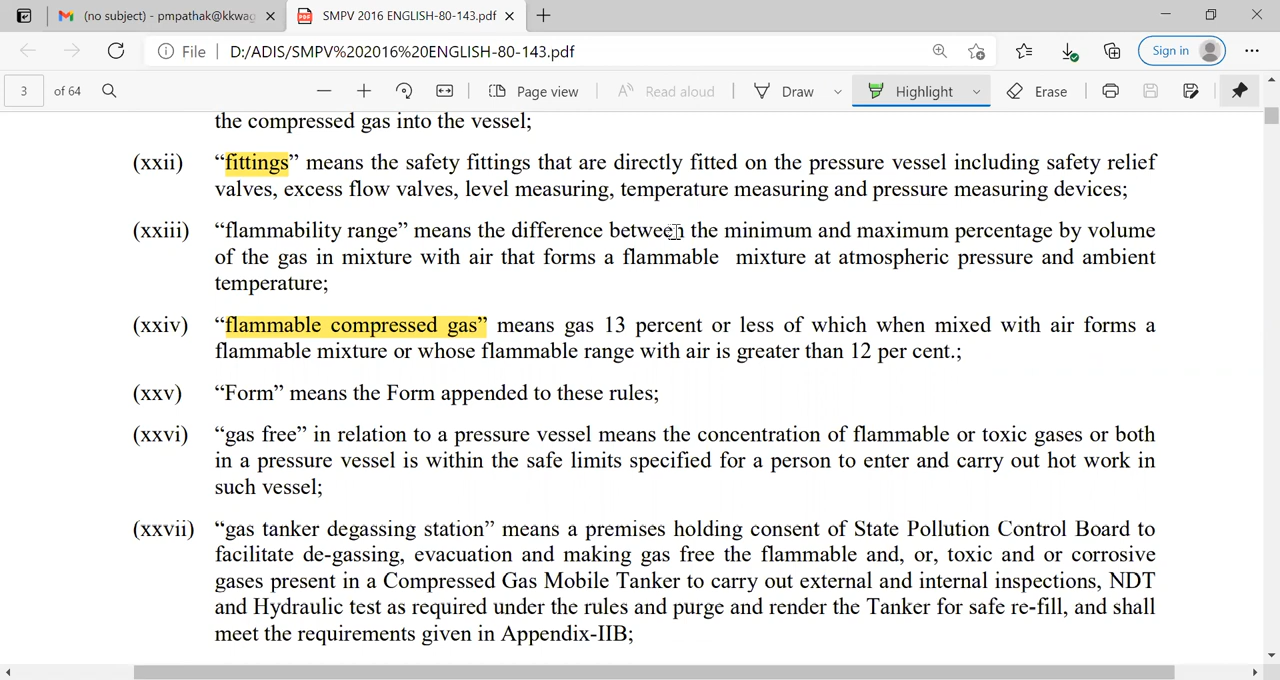 (no subject) - pmpathak@kkwag
SMPV 2016 ENGLISH-80-143.pdf
File
D:/ADIS/SMPV%202016%20ENGLISH-80-143.pdf
Sign in
3 of 64
Page view
Read aloud
Draw
Highlight
Erase
the compressed gas into the vessel;
(xxii) “fittings” means the safety fittings that are directly fitted on the pressure vessel including safety relief
valves, excess flow valves, level measuring, temperature measuring and pressure measuring devices;
(xxiii) “flammability range” means the difference between the minimum and maximum percentage by volume
of the gas in mixture with air that forms a flammable mixture at atmospheric pressure and ambient
temperature;
(xxiv) “flammable compressed gas” means gas 13 percent or less of which when mixed with air forms a
flammable mixture or whose flammable range with air is greater than 12 per cent.;
(xxv) “Form” means the Form appended to these rules;
(xxvi) “gas free” in relation to a pressure vessel means the concentration of flammable or toxic gases or both
in a pressure vessel is within the safe limits specified for a person to enter and carry out hot work in
such vessel;
(xxvii) “gas tanker degassing station” means a premises holding consent of State Pollution Control Board to
facilitate de-gassing, evacuation and making gas free the flammable and, or, toxic and or corrosive
gases present in a Compressed Gas Mobile Tanker to carry out external and internal inspections, NDT
and Hydraulic test as required under the rules and purge and render the Tanker for safe re-fill, and shall
meet the requirements given in Appendix-IIB;